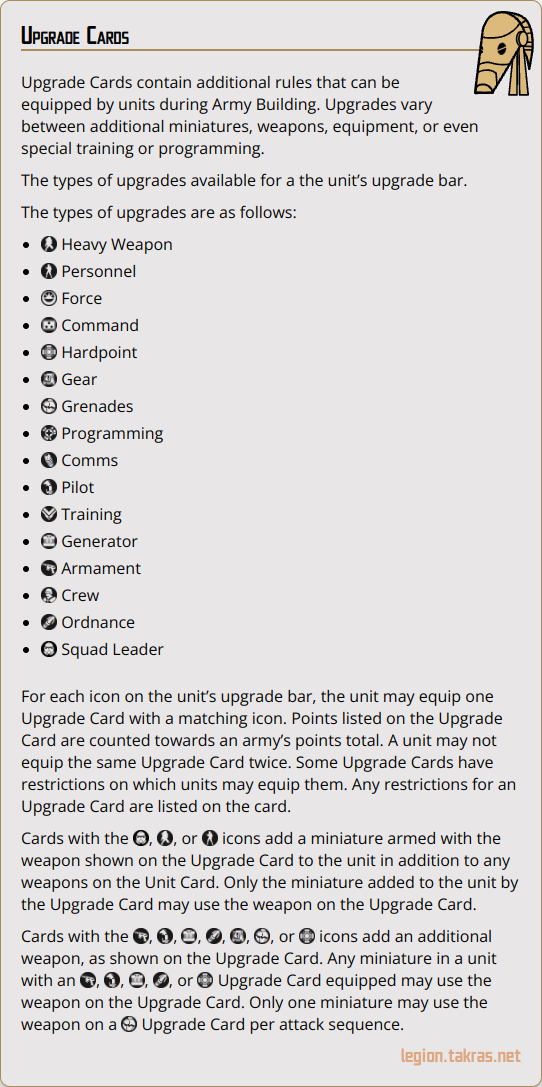 Upgrade Cards
Upgrade Cards contain additional rules that can be
equipped by units during Army Building. Upgrades vary
between additional miniatures, weapons, equipment, or even
special training or programming.
The types of upgrades available for a the unit’s upgrade bar.
The types of upgrades are as follows:
• Heavy Weapon
• Personnel
• Force
• Command
• Hardpoint
• Gear
• Grenades
• Programming
• Comms
• Pilot
• Training
• Generator
• Armament
• Crew
• Ordnance
• Squad Leader
For each icon on the unit’s upgrade bar, the unit may equip one
Upgrade Card with a matching icon. Points listed on the Upgrade
Card are counted towards an army’s points total. A unit may not
equip the same Upgrade Card twice. Some Upgrade Cards have
restrictions on which units may equip them. Any restrictions for an
Upgrade Card are listed on the card.
Cards with the , , or icons add a miniature armed with the
weapon shown on the Upgrade Card to the unit in addition to any
weapons on the Unit Card. Only the miniature added to the unit by
the Upgrade Card may use the weapon on the Upgrade Card.
Cards with the , , , , , , or icons add an additional
weapon, as shown on the Upgrade Card. Any miniature in a unit
with an , , , , or Upgrade Card equipped may use the
weapon on the Upgrade Card. Only one miniature may use the
weapon on a Upgrade Card per attack sequence.
legion.takras.net